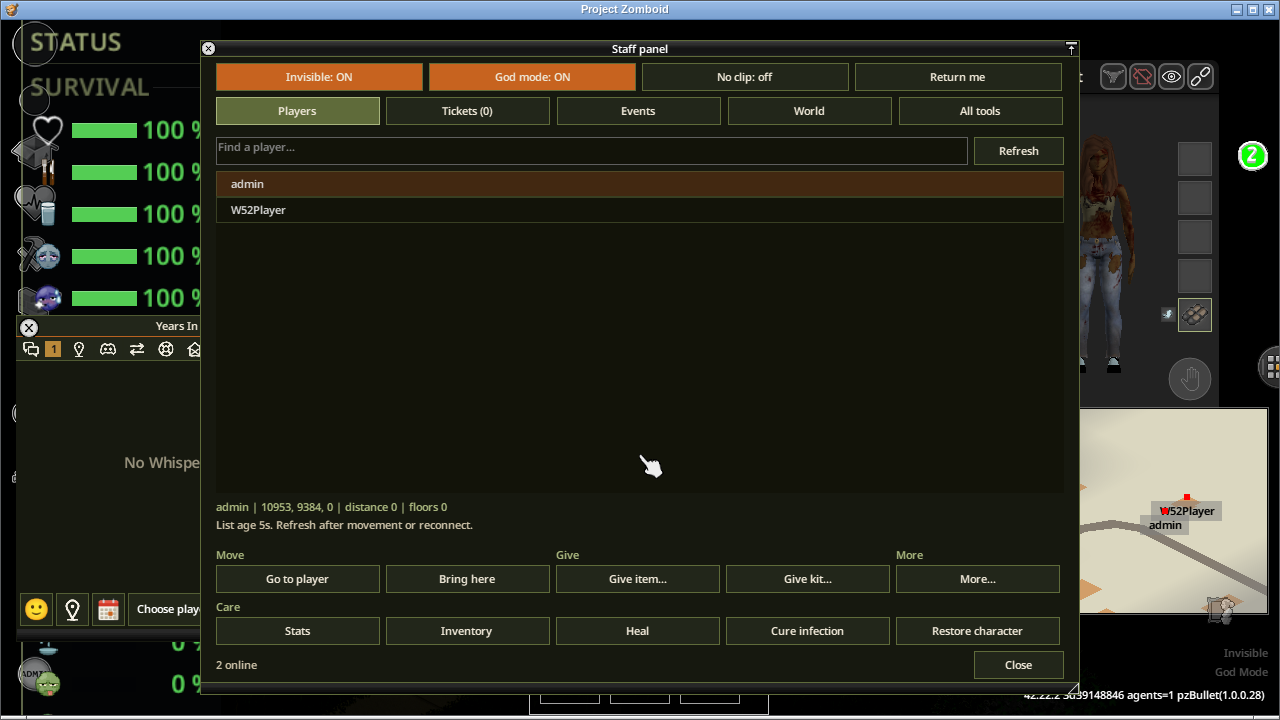 Project Zomboid
STATUS
Staff panel
SURVIVAL
Invisible: ON
God mode: ON
No clip: off
Return me
Players
Tickets (0)
Events
World
All tools
Find a player...
Refresh
100 %
100 %
100 %
100 %
100 %
admin
W52Player
2
Years In
1
No Whispe
admin | 10953, 9384, 0 | distance 0 | floors 0
List age 5s. Refresh after movement or reconnect.
W52Player
admin
Move
Give
More
Go to player
Bring here
Give item...
Give kit...
More...
Choose play
Care
Stats
Inventory
Heal
Cure infection
Restore character
0 %
2 online
Close
Invisible
God Mode
ADMI
0 %